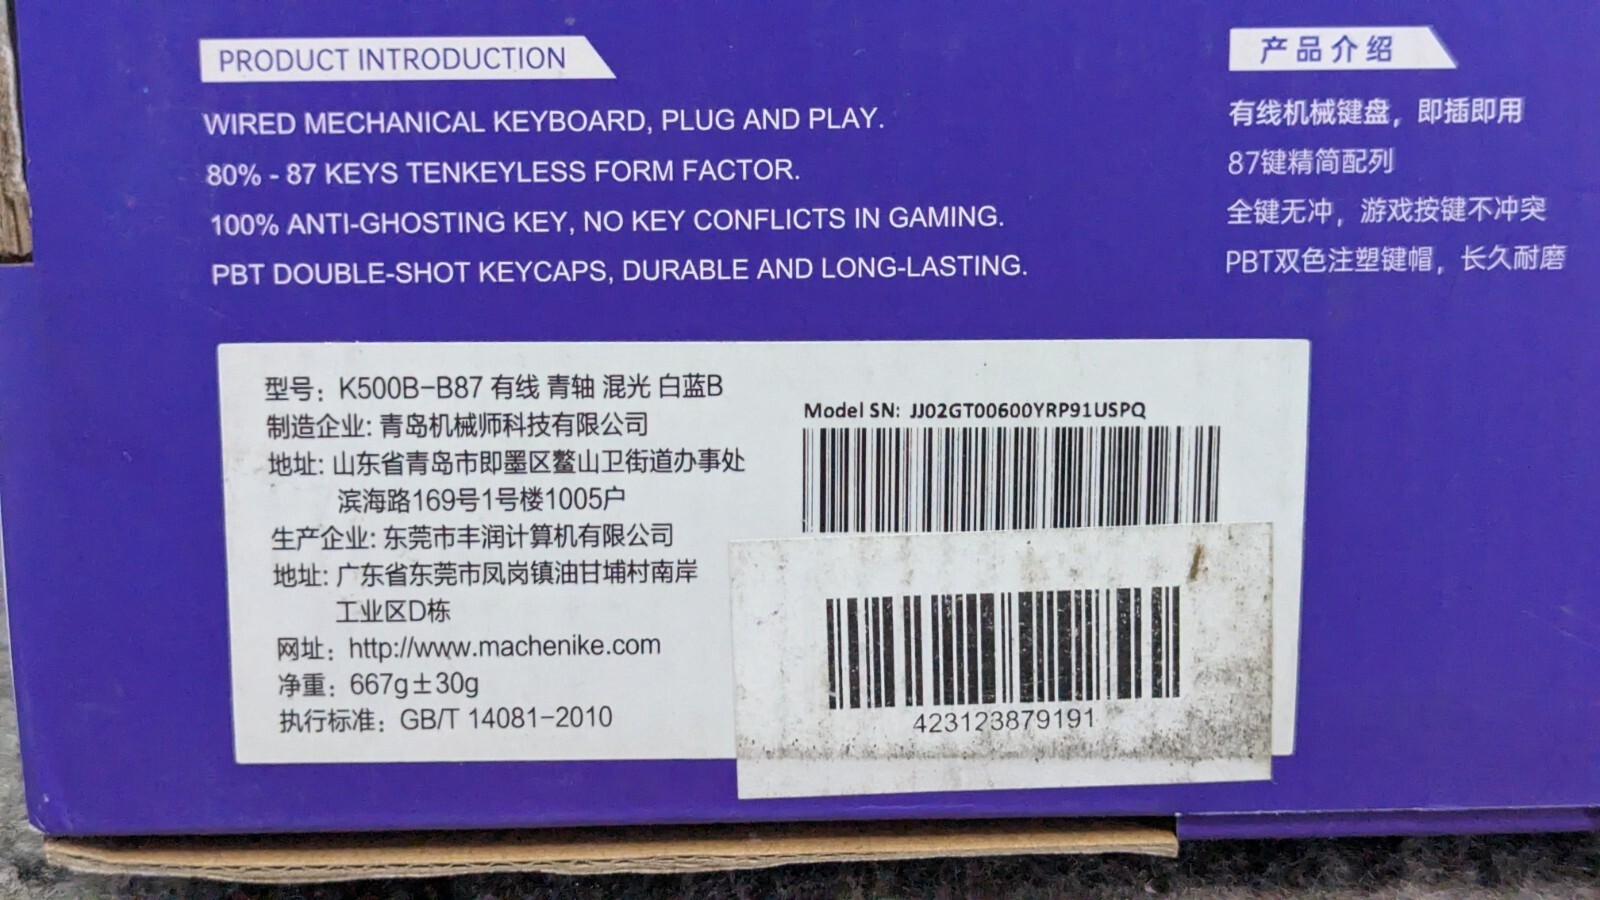 PRODUCT INTRODUCTION
WIRED MECHANICAL KEYBOARD, PLUG AND PLAY.
80% - 87 KEYS TENKEYLESS FORM FACTOR.
100% ANTI-GHOSTING KEY, NO KEY CONFLICTS IN GAMING.
PBT DOUBLE-SHOT KEYCAPS, DURABLE AND LONG-LASTING.
产品介绍
有线机械键盘，即插即用
87键精简配列
全键无冲，游戏按键不冲突
PBT双色注塑键帽，长久耐磨
型号：K500B-B87 有线 青轴 混光 白蓝B
制造企业: 青岛机械师科技有限公司
地址: 山东省青岛市即墨区鳌山卫街道办事处
滨海路169号1号楼1005户
生产企业: 东莞市丰润计算机有限公司
地址: 广东省东莞市凤岗镇油甘埔村南岸
工业区D栋
网址：http://www.machenike.com
净重：667g±30g
执行标准：GB/T 14081-2010
Model SN: JJ02GT00600YRP91USPQ
423123879191